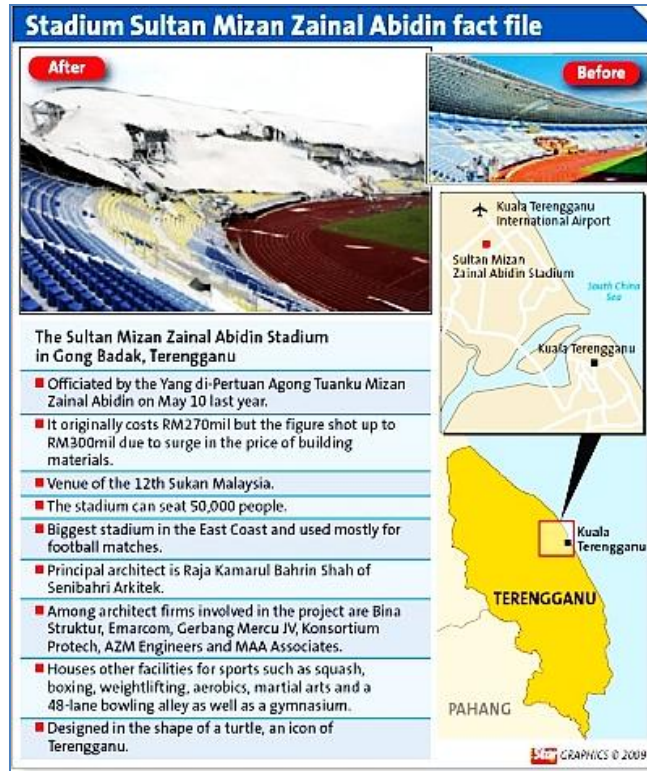 Stadium Sultan Mizan Zainal Abidin fact file
After
Before
Kuala Terengganu
International Airport
Sultan Mizan
Zainal Abidin Stadium
South China
Sea
Kuala Terengganu
The Sultan Mizan Zainal Abidin Stadium
in Gong Badak, Terengganu
Officiated by the Yang di-Pertuan Agong Tuanku Mizan
Zainal Abidin on May 10 last year.
It originally costs RM270mil but the figure shot up to
RM300mil due to surge in the price of building
materials.
Venue of the 12th Sukan Malaysia.
The stadium can seat 50,000 people.
Biggest stadium in the East Coast and used mostly for
football matches.
Principal architect is Raja Kamarul Bahrin Shah of
Senibahri Arkitek.
Among architect firms involved in the project are Bina
Struktur, Emarcom, Gerbang Mercu JV, Konsortium
Protech, AZM Engineers and MAA Associates.
Houses other facilities for sports such as squash,
boxing, weightlifting, aerobics, martial arts and a
48-lane bowling alley as well as a gymnasium.
Designed in the shape of a turtle, an icon of
Terengganu.
Kuala
Terengganu
TERENGGANU
PAHANG
Star GRAPHICS © 2009